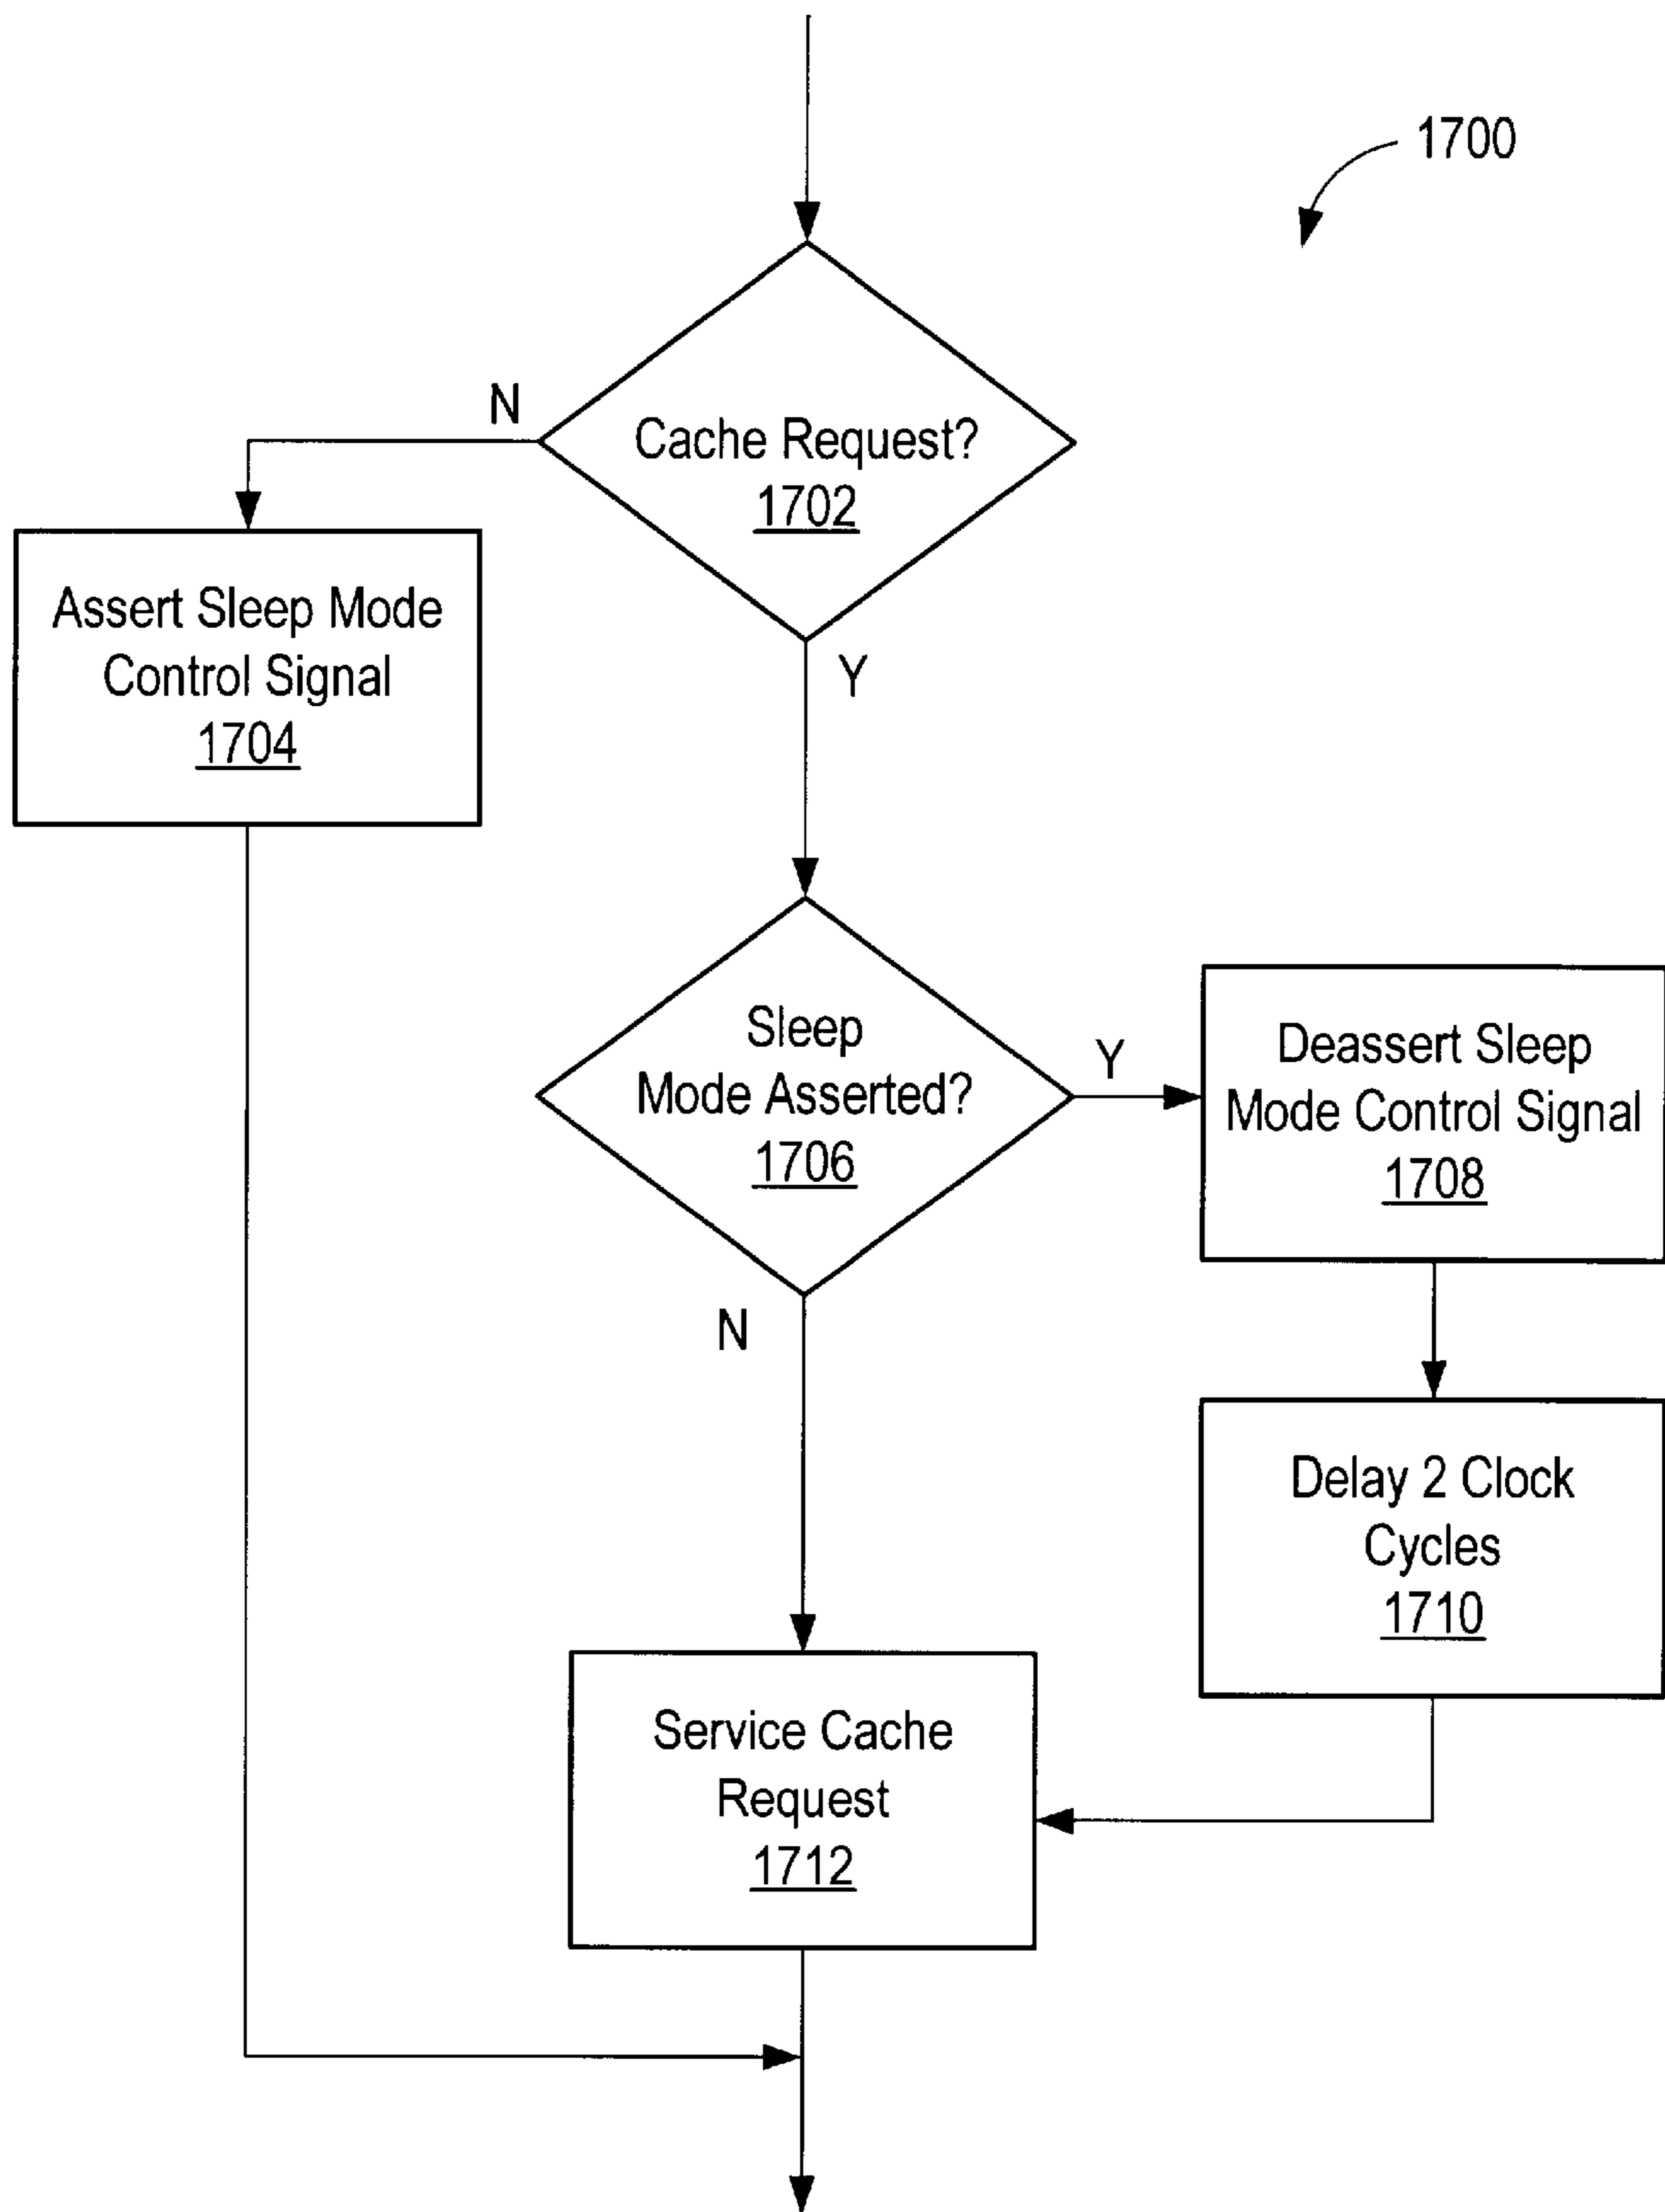 1700
Cache Request?
1702
N
Y
Assert Sleep Mode
Control Signal
1704
Sleep
Mode Asserted?
1706
Y
N
Deassert Sleep
Mode Control Signal
1708
Delay 2 Clock
Cycles
1710
Service Cache
Request
1712